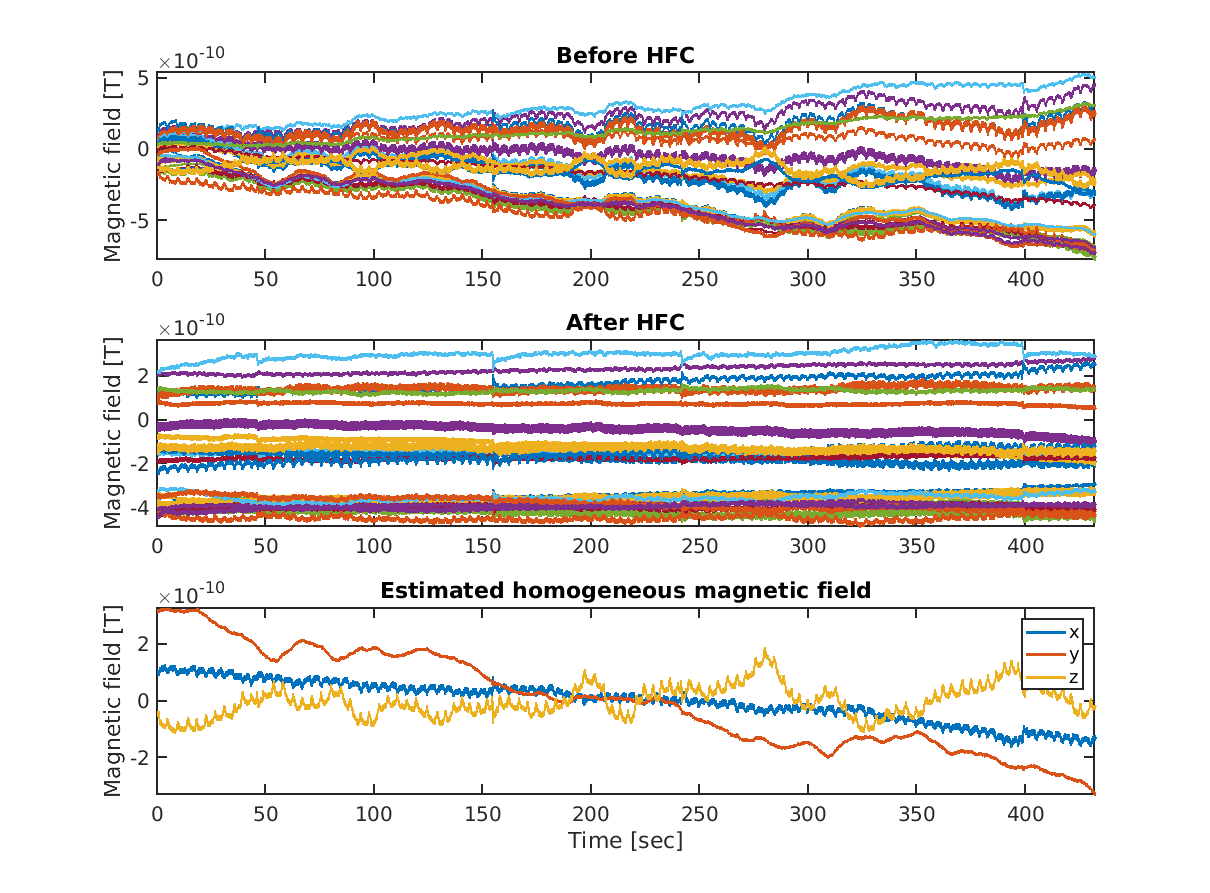 ×10-10
Before HFC
Magnetic field [T]
5
0
-5
0 50 100 150 200 250 300 350 400
×10-10
After HFC
Magnetic field [T]
2
0
-2
-4
0 50 100 150 200 250 300 350 400
×10-10
Estimated homogeneous magnetic field
Magnetic field [T]
2
0
-2
x
y
z
0 50 100 150 200 250 300 350 400
Time [sec]